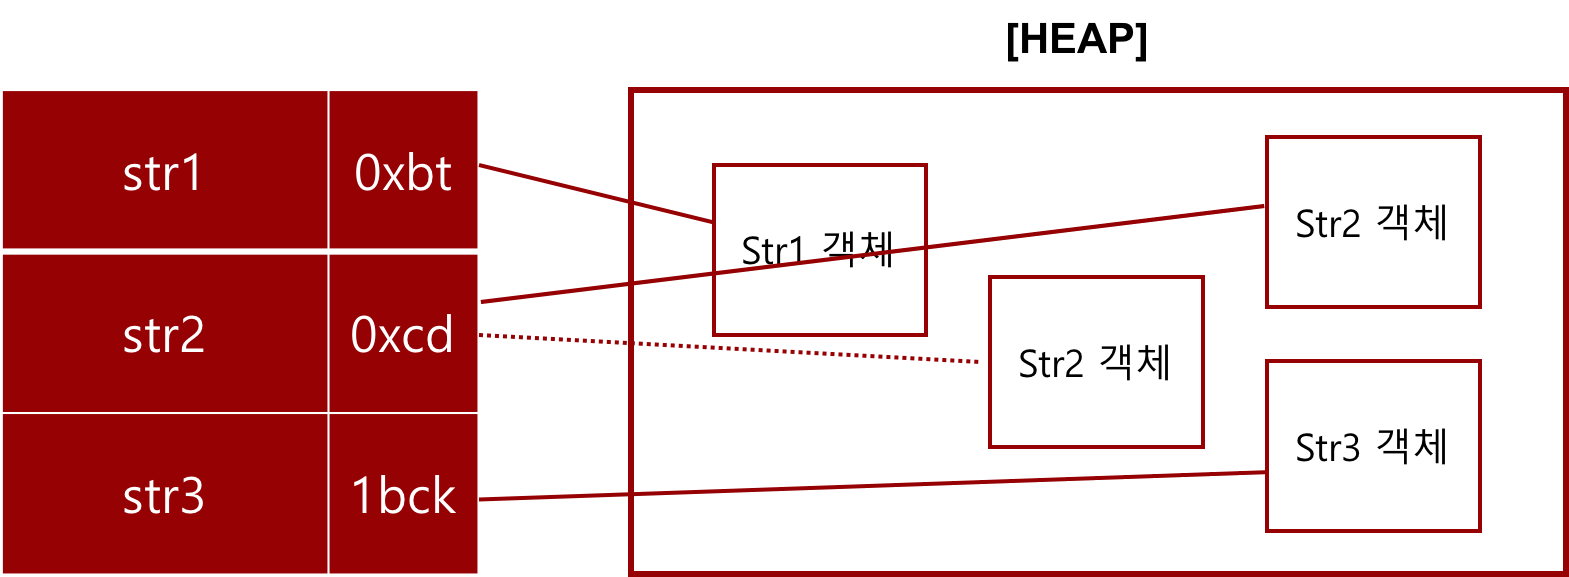 [HEAP]
str1 0xbt
str2 0xcd
str3 1bck
Str1 객체
Str2 객체
Str2 객체
Str3 객체